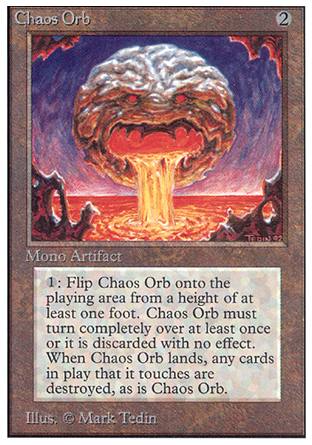 Chaos Orb 2
TEDIN 92
Mono Artifact
1: Flip Chaos Orb onto the
playing area from a height of at
least one foot. Chaos Orb must
turn completely over at least once
or it is discarded with no effect.
When Chaos Orb lands, any cards
in play that it touches are
destroyed, as is Chaos Orb.
Illus. © Mark Tedin